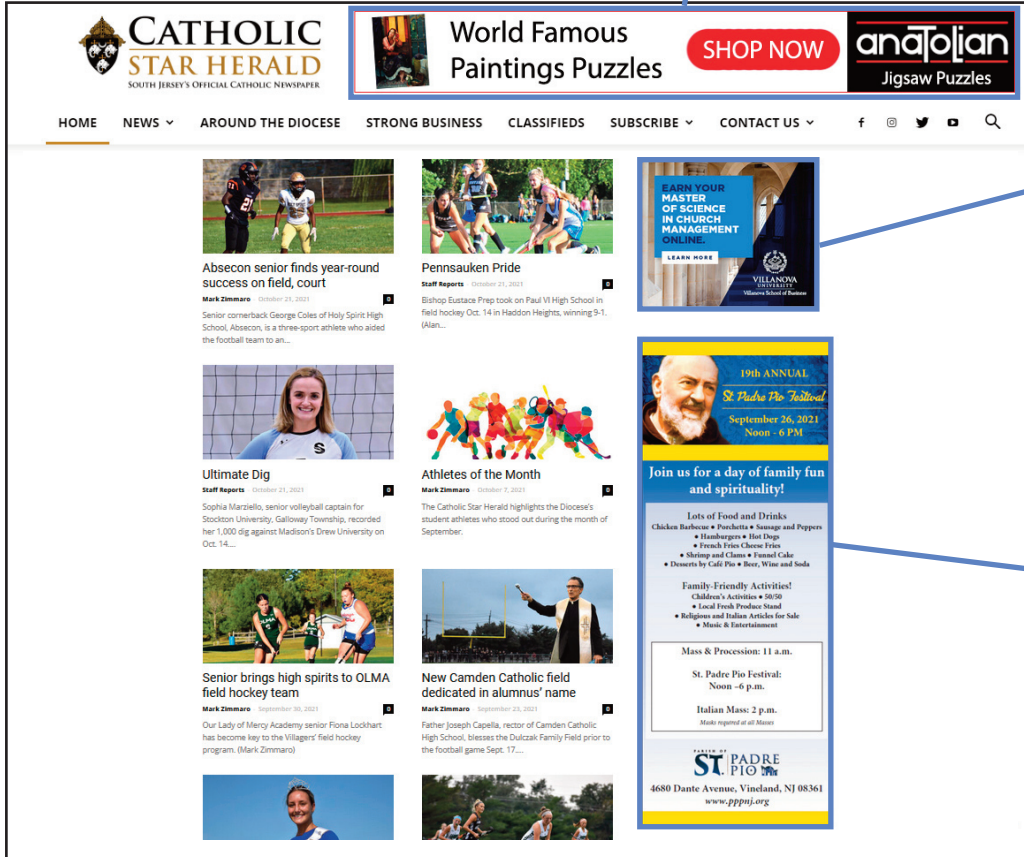 CATHOLIC
STAR HERALD
SOUTH JERSEY'S OFFICIAL CATHOLIC NEWSPAPER
World Famous
Paintings Puzzles
SHOP NOW
anaTolian
Jigsaw Puzzles
HOME NEWS AROUND THE DIOCESE STRONG BUSINESS CLASSIFIEDS SUBSCRIBE CONTACT US
21
Absecon senior finds year-round
success on field, court
Mark Zimmaro - October 21, 2021 0
Senior cornerback George Coles of Holy Spirit High
School, Absecon, is a three-sport athlete who aided
the football team to an...
Pennsauken Pride
Staff Reports - October 21, 2021 0
Bishop Eustace Prep took on Paul VI High School in
field hockey Oct. 14 in Haddon Heights, winning 9-1.
(Alan...
EARN YOUR
MASTER
OF SCIENCE
IN CHURCH
MANAGEMENT
ONLINE.
LEARN MORE
VILLANOVA
UNIVERSITY
Villanova School of Business
S
Ultimate Dig
Staff Reports - October 21, 2021 0
Sophia Marziello, senior volleyball captain for
Stockton University, Galloway Township, recorded
her 1,000 dig against Madison's Drew University on
Oct. 14....
Athletes of the Month
Mark Zimmaro - October 7, 2021 0
The Catholic Star Herald highlights the Diocese's
student athletes who stood out during the month of
September.
OLMA
Senior brings high spirits to OLMA
field hockey team
Mark Zimmaro - September 30, 2021 0
Our Lady of Mercy Academy senior Fiona Lockhart
has become key to the Villagers' field hockey
program. (Mark Zimmaro)
New Camden Catholic field
dedicated in alumnus' name
Mark Zimmaro - September 23, 2021 0
Father Joseph Capella, rector of Camden Catholic
High School, blesses the Dulczak Family Field prior to
the football game Sept. 17....
19th ANNUAL
St. Padre Pio Festival
September 26, 2021
Noon - 6 PM
Join us for a day of family fun
and spirituality!
Lots of Food and Drinks
Chicken Barbecue • Porchetta • Sausage and Peppers
• Hamburgers • Hot Dogs
• French Fries Cheese Fries
• Shrimp and Clams • Funnel Cake
• Desserts by Café Pio • Beer, Wine and Soda
Family-Friendly Activities!
Children's Activities • 50/50
• Local Fresh Produce Stand
• Religious and Italian Articles for Sale
• Music & Entertainment
Mass & Procession: 11 a.m.
St. Padre Pio Festival:
Noon –6 p.m.
Italian Mass: 2 p.m.
Masks required at all Masses
PARISH OF
ST. PADRE
PIO
4680 Dante Avenue, Vineland, NJ 08361
www.pppnj.org